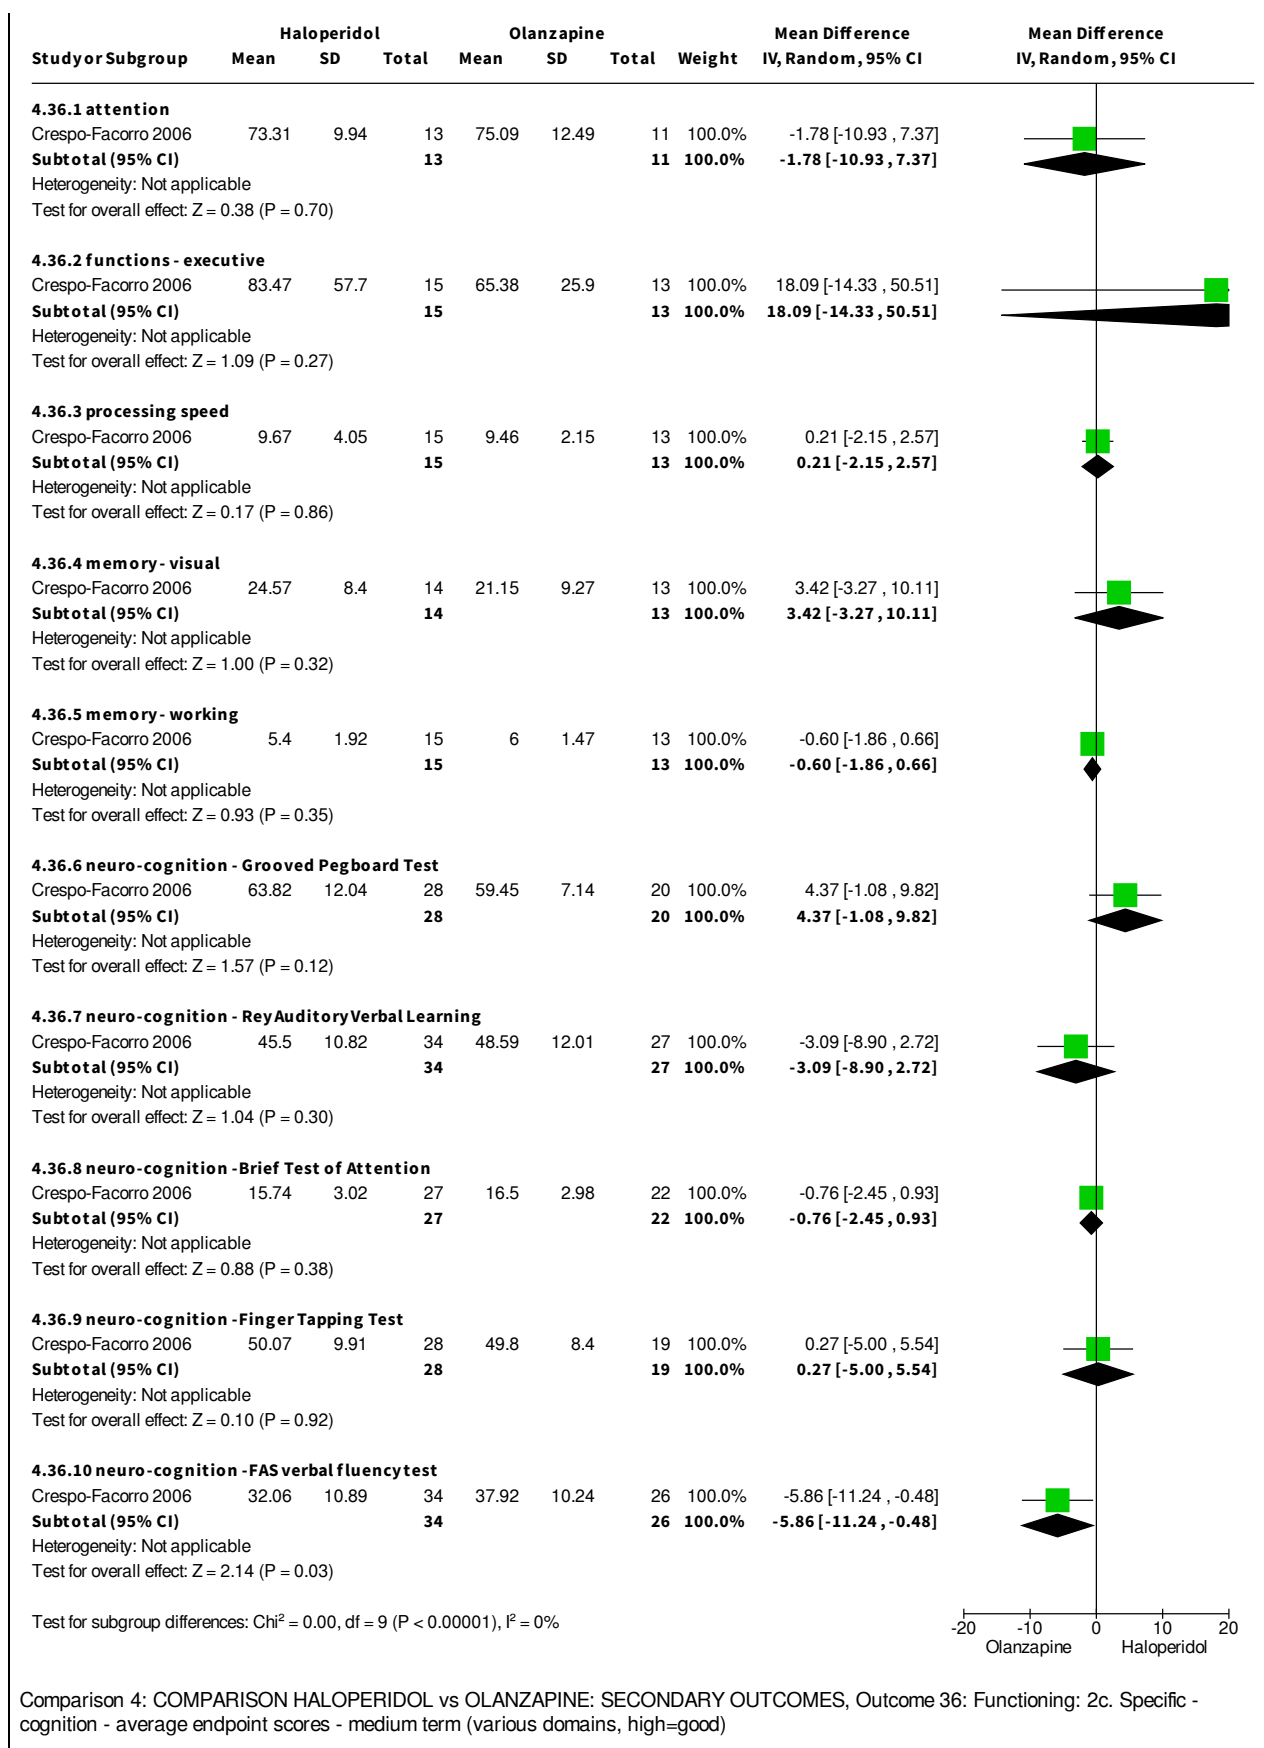 Haloperidol Olanzapine Mean Difference Mean Difference
Study or Subgroup Mean SD Total Mean SD Total Weight IV, Random, 95% CI IV, Random, 95% CI
4.36.1 attention
Crespo-Facorro 2006 73.31 9.94 13 75.09 12.49 11 100.0% -1.78 [-10.93 , 7.37]
Subtotal (95% CI) 13 11 100.0% -1.78 [-10.93 , 7.37]
Heterogeneity: Not applicable
Test for overall effect: Z = 0.38 (P = 0.70)
4.36.2 functions - executive
Crespo-Facorro 2006 83.47 57.7 15 65.38 25.9 13 100.0% 18.09 [-14.33 , 50.51]
Subtotal (95% CI) 15 13 100.0% 18.09 [-14.33 , 50.51]
Heterogeneity: Not applicable
Test for overall effect: Z = 1.09 (P = 0.27)
4.36.3 processing speed
Crespo-Facorro 2006 9.67 4.05 15 9.46 2.15 13 100.0% 0.21 [-2.15 , 2.57]
Subtotal (95% CI) 15 13 100.0% 0.21 [-2.15 , 2.57]
Heterogeneity: Not applicable
Test for overall effect: Z = 0.17 (P = 0.86)
4.36.4 memory - visual
Crespo-Facorro 2006 24.57 8.4 14 21.15 9.27 13 100.0% 3.42 [-3.27 , 10.11]
Subtotal (95% CI) 14 13 100.0% 3.42 [-3.27 , 10.11]
Heterogeneity: Not applicable
Test for overall effect: Z = 1.00 (P = 0.32)
4.36.5 memory - working
Crespo-Facorro 2006 5.4 1.92 15 6 1.47 13 100.0% -0.60 [-1.86 , 0.66]
Subtotal (95% CI) 15 13 100.0% -0.60 [-1.86 , 0.66]
Heterogeneity: Not applicable
Test for overall effect: Z = 0.93 (P = 0.35)
4.36.6 neuro-cognition - Grooved Pegboard Test
Crespo-Facorro 2006 63.82 12.04 28 59.45 7.14 20 100.0% 4.37 [-1.08 , 9.82]
Subtotal (95% CI) 28 20 100.0% 4.37 [-1.08 , 9.82]
Heterogeneity: Not applicable
Test for overall effect: Z = 1.57 (P = 0.12)
4.36.7 neuro-cognition - Rey Auditory Verbal Learning
Crespo-Facorro 2006 45.5 10.82 34 48.59 12.01 27 100.0% -3.09 [-8.90 , 2.72]
Subtotal (95% CI) 34 27 100.0% -3.09 [-8.90 , 2.72]
Heterogeneity: Not applicable
Test for overall effect: Z = 1.04 (P = 0.30)
4.36.8 neuro-cognition -Brief Test of Attention
Crespo-Facorro 2006 15.74 3.02 27 16.5 2.98 22 100.0% -0.76 [-2.45 , 0.93]
Subtotal (95% CI) 27 22 100.0% -0.76 [-2.45 , 0.93]
Heterogeneity: Not applicable
Test for overall effect: Z = 0.88 (P = 0.38)
4.36.9 neuro-cognition -Finger Tapping Test
Crespo-Facorro 2006 50.07 9.91 28 49.8 8.4 19 100.0% 0.27 [-5.00 , 5.54]
Subtotal (95% CI) 28 19 100.0% 0.27 [-5.00 , 5.54]
Heterogeneity: Not applicable
Test for overall effect: Z = 0.10 (P = 0.92)
4.36.10 neuro-cognition -FAS verbal fluency test
Crespo-Facorro 2006 32.06 10.89 34 37.92 10.24 26 100.0% -5.86 [-11.24 , -0.48]
Subtotal (95% CI) 34 26 100.0% -5.86 [-11.24 , -0.48]
Heterogeneity: Not applicable
Test for overall effect: Z = 2.14 (P = 0.03)
Test for subgroup differences: Chi² = 0.00, df = 9 (P < 0.00001), I² = 0%
-20 -10 0 10 20
Olanzapine Haloperidol
Comparison 4: COMPARISON HALOPERIDOL vs OLANZAPINE: SECONDARY OUTCOMES, Outcome 36: Functioning: 2c. Specific -
cognition - average endpoint scores - medium term (various domains, high=good)